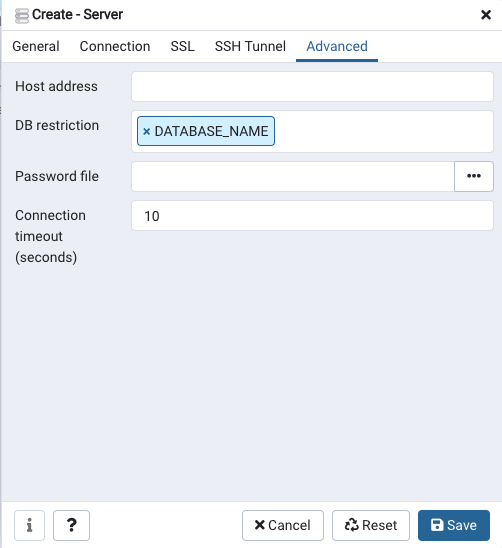 Create - Server
General Connection SSL SSH Tunnel Advanced
Host address
DB restriction × DATABASE_NAME
Password file •••
Connection timeout (seconds) 10
i ? Cancel Reset Save